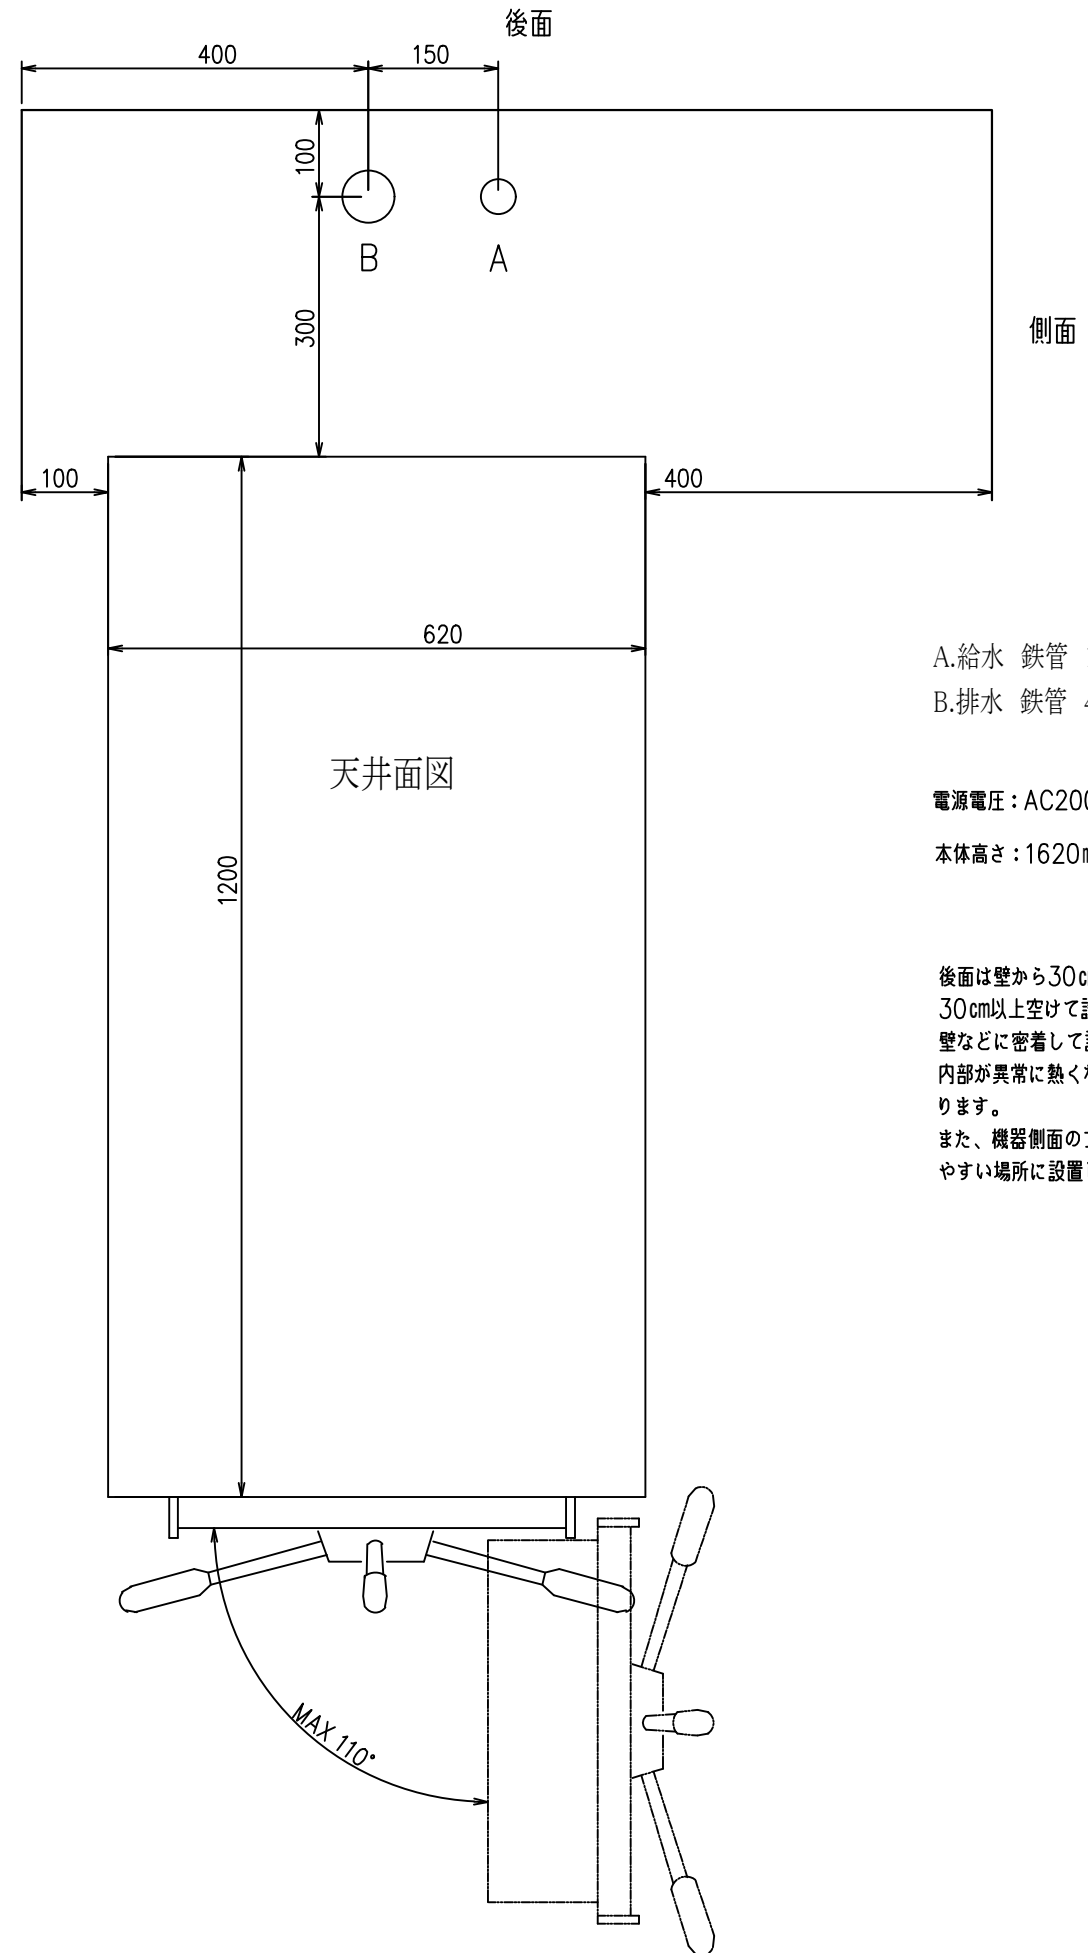 後面
400
150
100
B
A
300
側面
100
400
620
A.給水 鉄管
B.排水 鉄管
天井面図
電源電圧:AC200
本体高さ:1620
1200
後面は壁から30
30㎝以上空けて
壁などに密着して
内部が異常に熱く
ります。
また、機器側面の
やすい場所に設置
MAX 110°